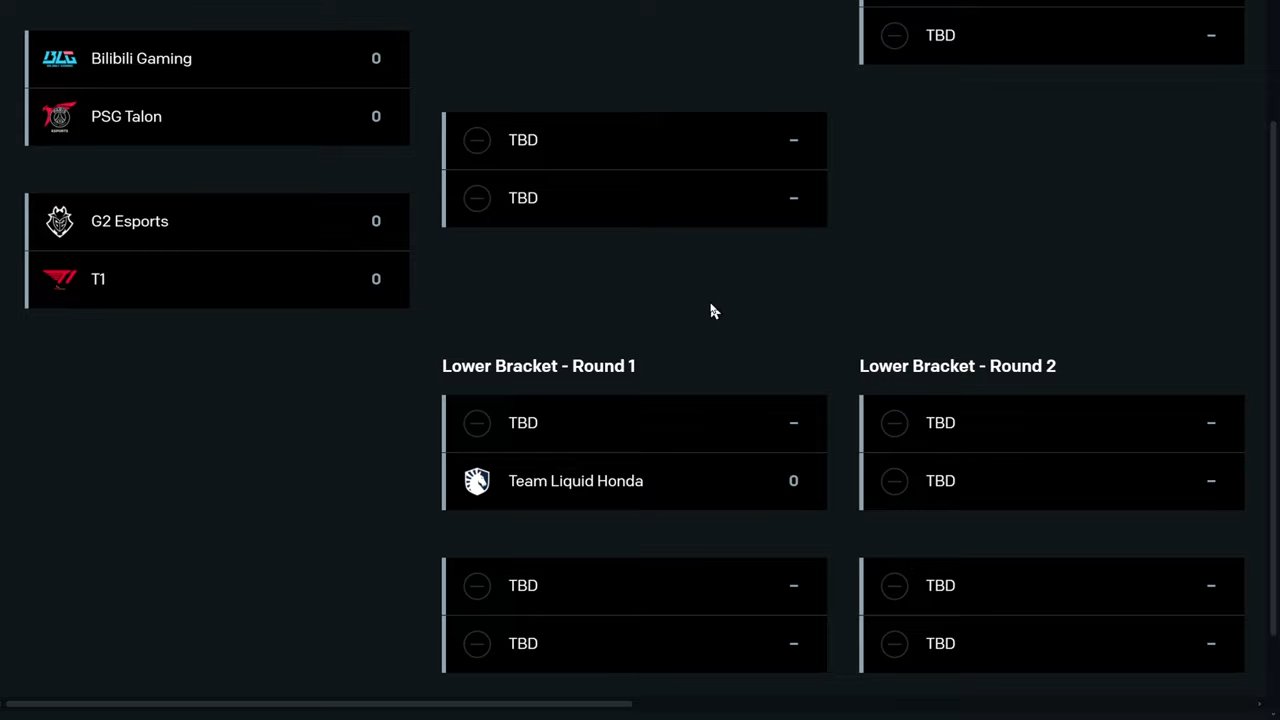 TBD –
Bilibili Gaming 0
PSG Talon 0
TBD –
TBD –
G2 Esports 0
T1 0
Lower Bracket - Round 1
Lower Bracket - Round 2
TBD –
Team Liquid Honda 0
TBD –
TBD –
TBD –
TBD –
TBD –
TBD –